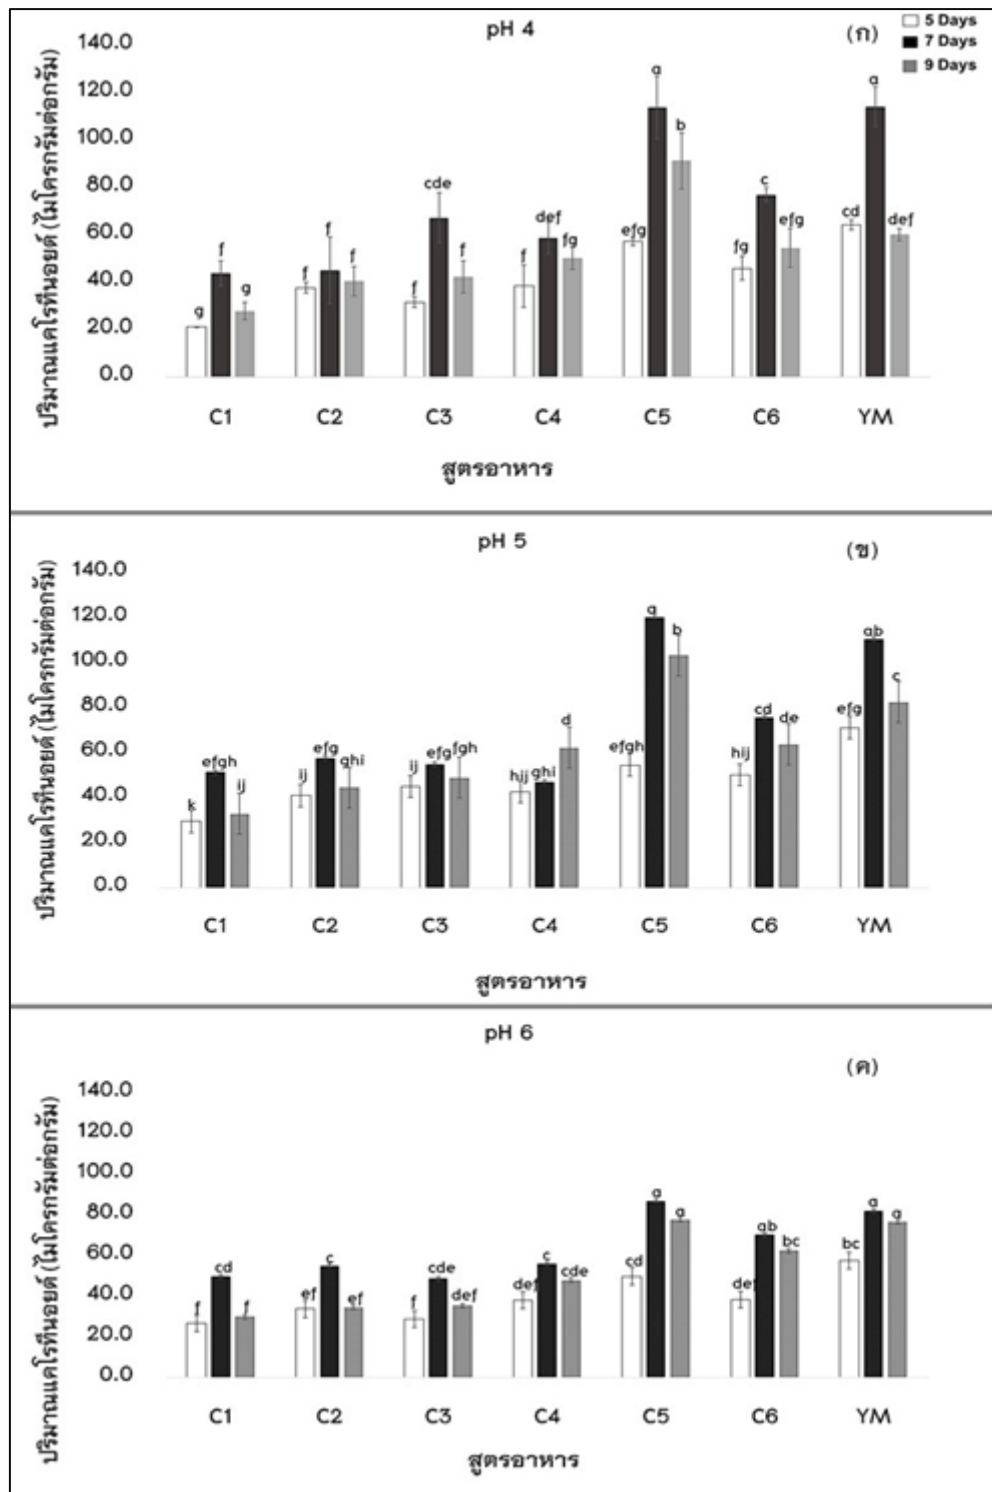 pH 4
(ก)
5 Days
7 Days
9 Days
ปริมาณแคโรทีนอยด์ (ไมโครกรัมต่อกรัม)
140.0
120.0
100.0
80.0
60.0
40.0
20.0
0.0
g f g
f f f
f cde f
f def fg
efg a b
fg c efg
cd a def
C1 C2 C3 C4 C5 C6 YM
สูตรอาหาร
pH 5
(ข)
ปริมาณแคโรทีนอยด์ (ไมโครกรัมต่อกรัม)
140.0
120.0
100.0
80.0
60.0
40.0
20.0
0.0
k efgh ij
ij efg ghi
ij efg fgh
hij ghi d
efgh a b
hij cd de
efg ab c
C1 C2 C3 C4 C5 C6 YM
สูตรอาหาร
pH 6
(ค)
ปริมาณแคโรทีนอยด์ (ไมโครกรัมต่อกรัม)
140.0
120.0
100.0
80.0
60.0
40.0
20.0
0.0
f cd f
ef c ef
f cde def
def c cde
cd a a
def ab bc
bc a a
C1 C2 C3 C4 C5 C6 YM
สูตรอาหาร